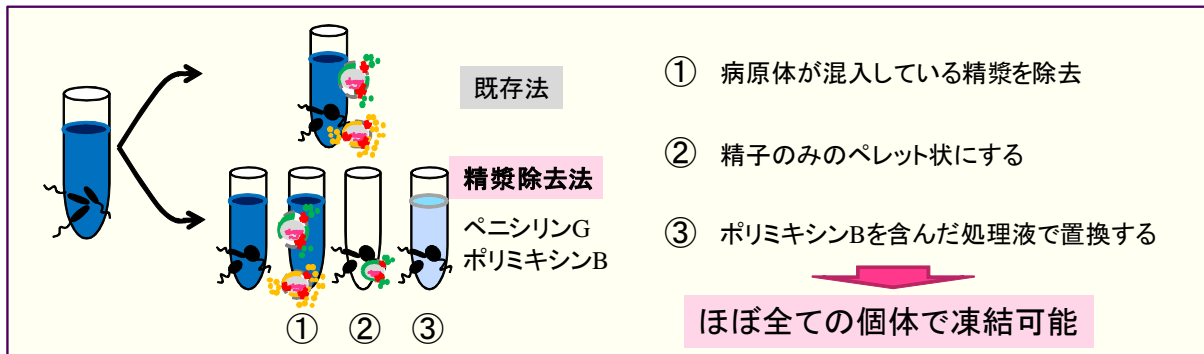 既存法
精漿除去法
ペニシリンG
ポリミキシンB
① ② ③
① 病原体が混入している精漿を除去
② 精子のみのペレット状にする
③ ポリミキシンBを含んだ処理液で置換する
ほぼ全ての個体で凍結可能